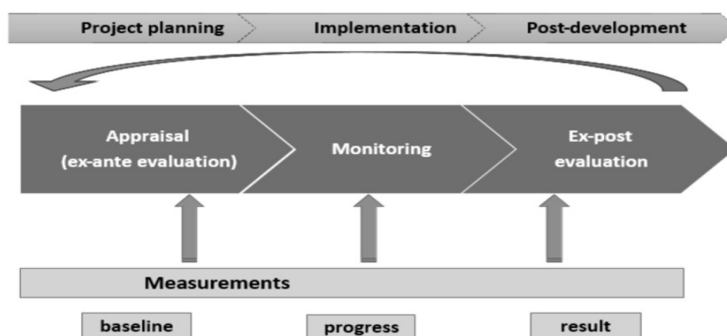 Project planning Implementation Post-development
Appraisal
(ex-ante evaluation)
Monitoring
Ex-post
evaluation
Measurements
baseline progress result